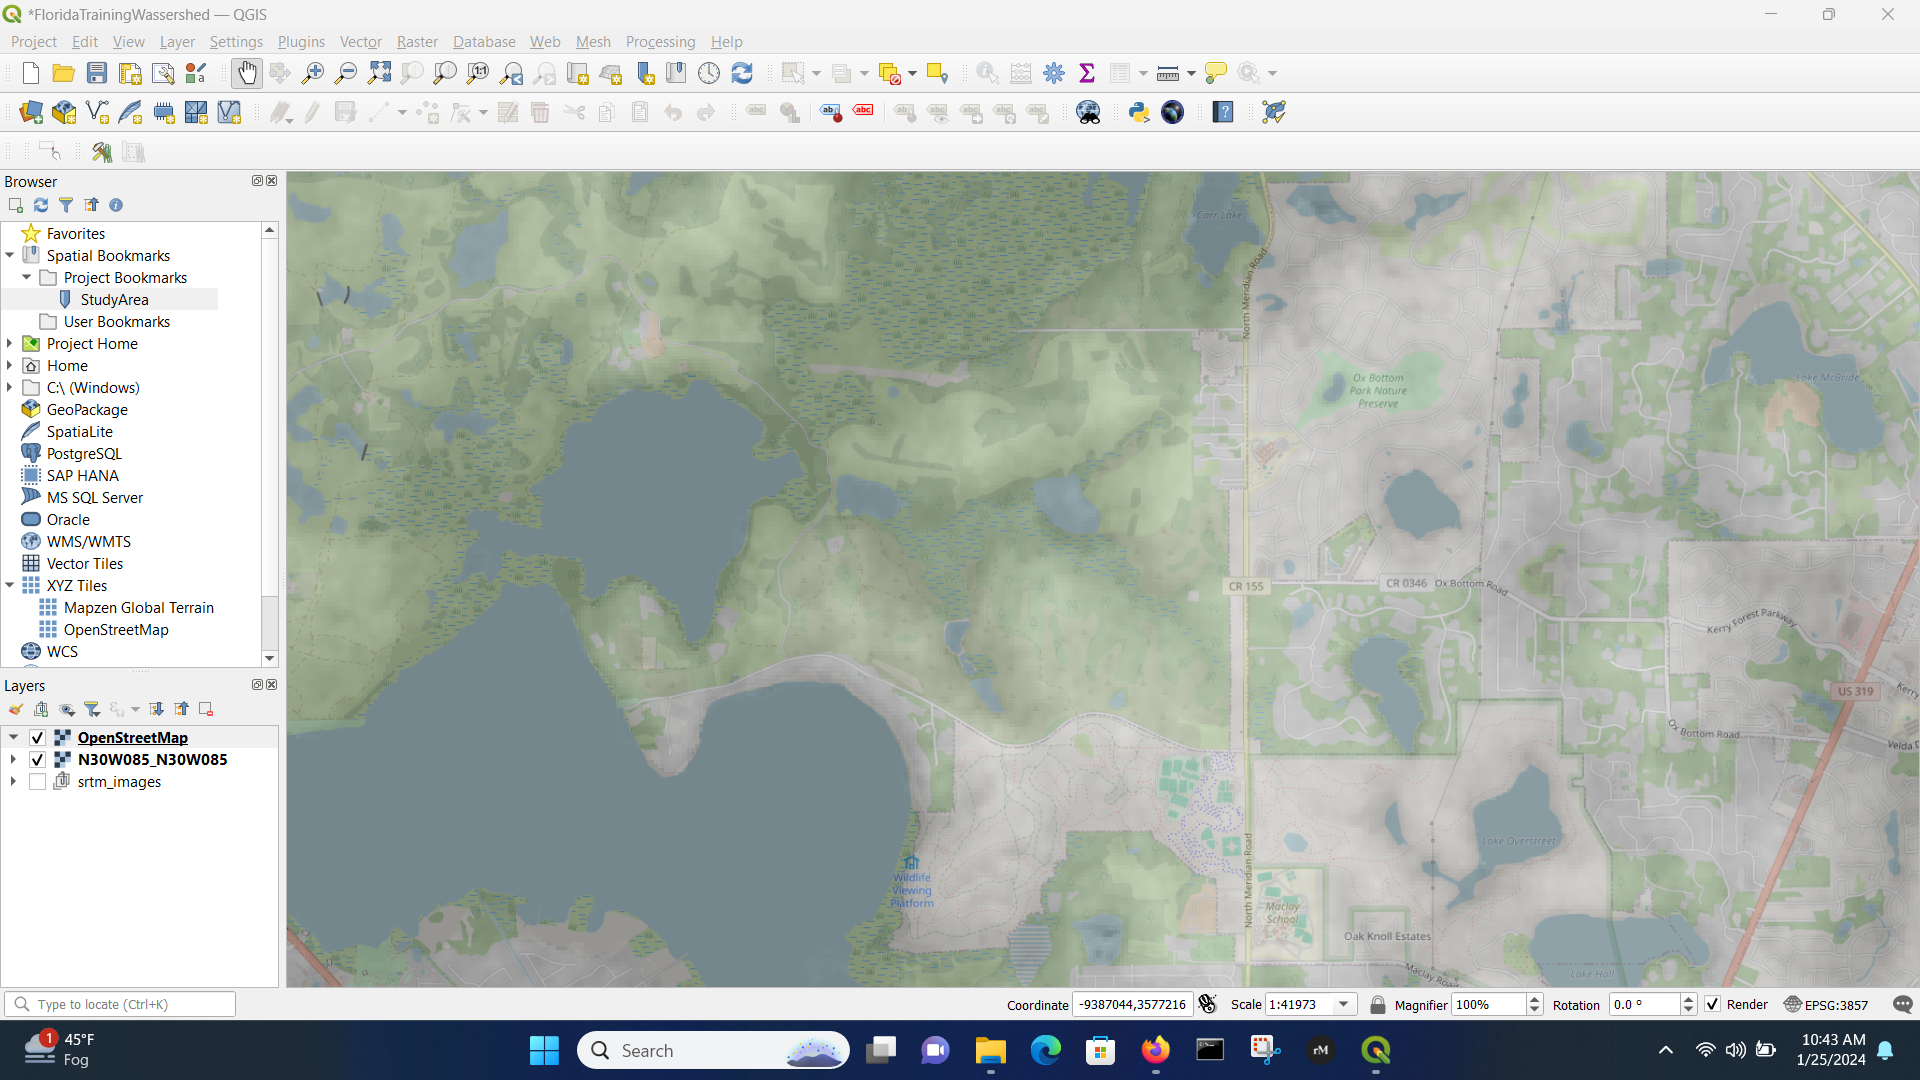 *FloridaTrainingWassershed — QGIS
Project Edit View Layer Settings Plugins Vector Raster Database Web Mesh Processing Help
Browser
Favorites
Spatial Bookmarks
Project Bookmarks
StudyArea
User Bookmarks
Project Home
Home
C:\ (Windows)
GeoPackage
SpatiaLite
PostgreSQL
SAP HANA
MS SQL Server
Oracle
WMS/WMTS
Vector Tiles
XYZ Tiles
Mapzen Global Terrain
OpenStreetMap
WCS
Layers
OpenStreetMap
N30W085_N30W085
srtm_images
Carr Lake
North Meridian Road
Ox Bottom
Park Nature
Preserve
Lake McBride
CR 155
CR 0346
Ox Bottom Road
Kerry Forest Parkway
Kerry
US 319
Ox Bottom Road
Velda D
Wildlife
Viewing
Platform
North Meridian Road
Lake Overstreet
Maclay
School
Oak Knoll Estates
Maclay Road
Lake Hall
Type to locate (Ctrl+K)
Coordinate -9387044,3577216 Scale 1:41973 Magnifier 100% Rotation 0.0 ° Render EPSG:3857
1
45°F
Fog
Search
rM
10:43 AM
1/25/2024